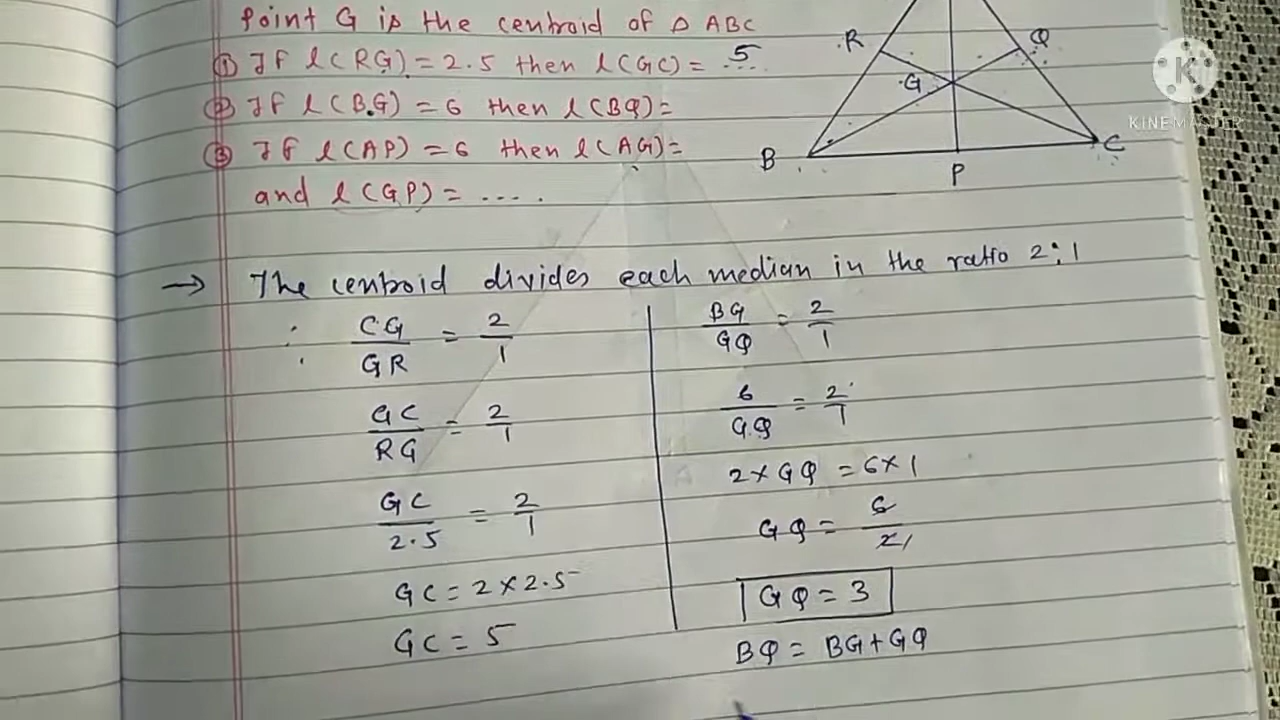 Point G is the centroid of △ ABC
① If l(RG) = 2.5 then l(GC) = 5
② If l(BG) = 6 then l(BQ) =
③ If l(AP) = 6 then l(AG) =
and l(GP) = ....
R
Q
G
B
P
C
K
KINEMASTER
→ The centroid divides each median in the ratio 2:1
∴ CG/GR = 2/1
GC/RG = 2/1
GC/2.5 = 2/1
GC = 2 × 2.5
GC = 5
BG/GQ = 2/1
6/GQ = 2/1
2 × GQ = 6 × 1
GQ = 6/2
GQ = 3
BQ = BG + GQ